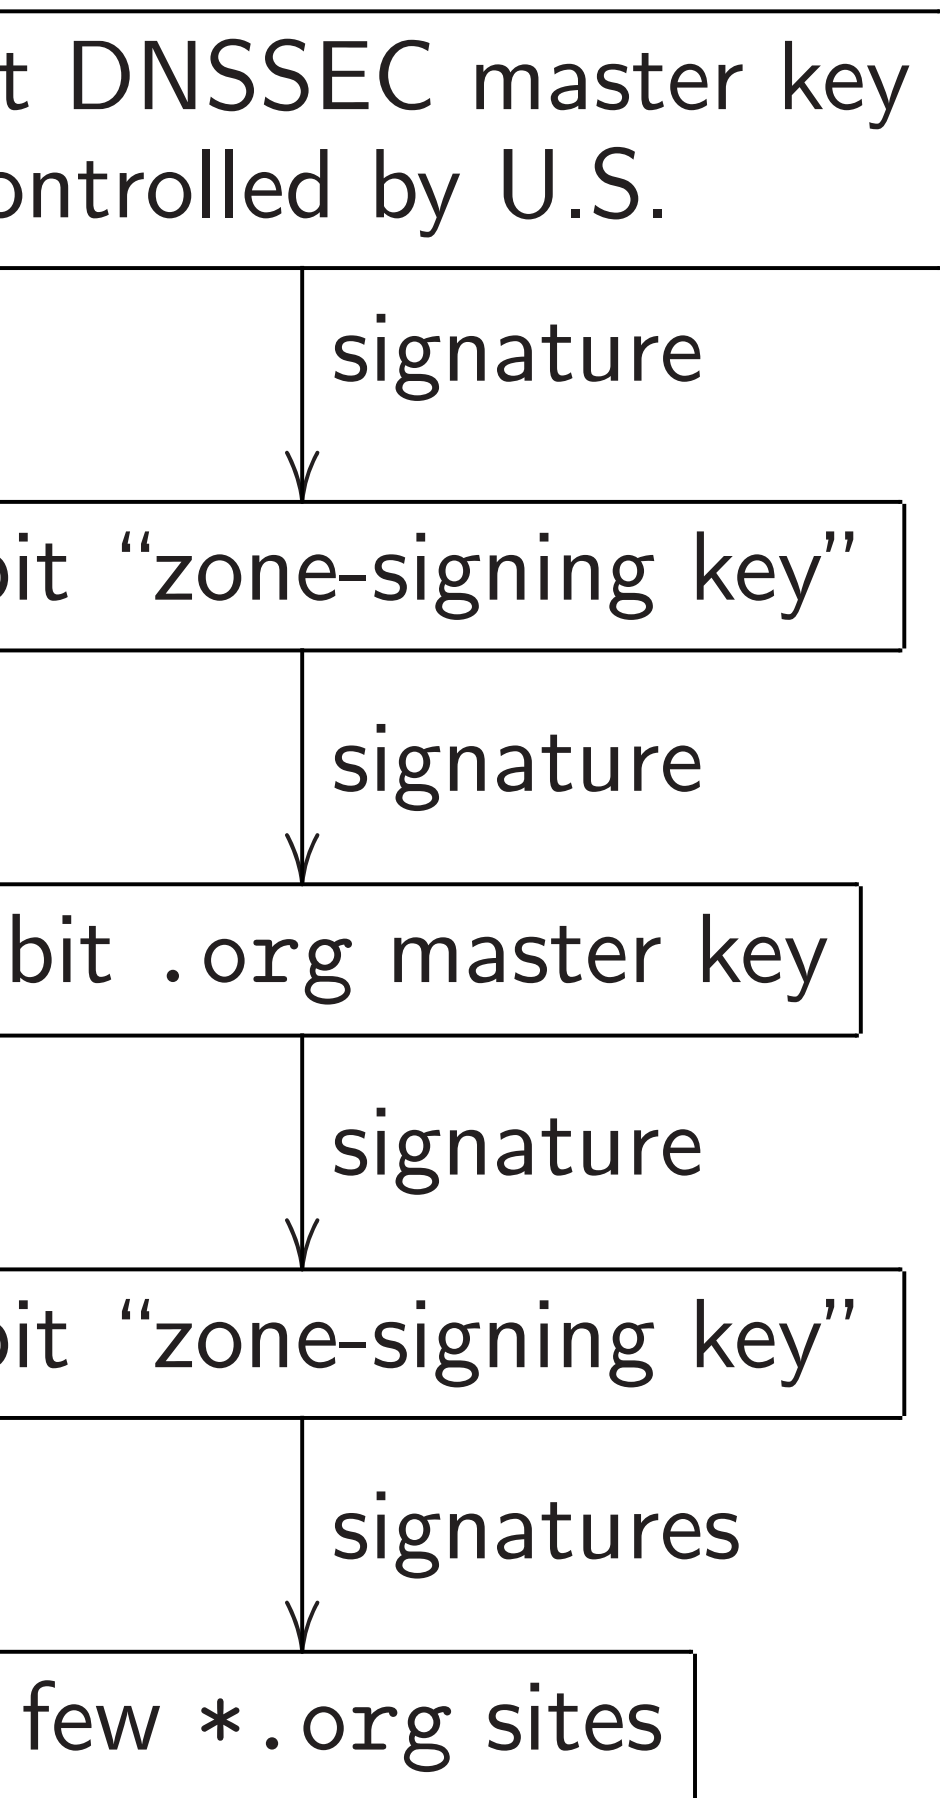 t DNSSEC master key
ontrolled by U.S.
signature
bit “zone-signing key”
signature
bit .org master key
signature
bit “zone-signing key”
signatures
few *.org sites